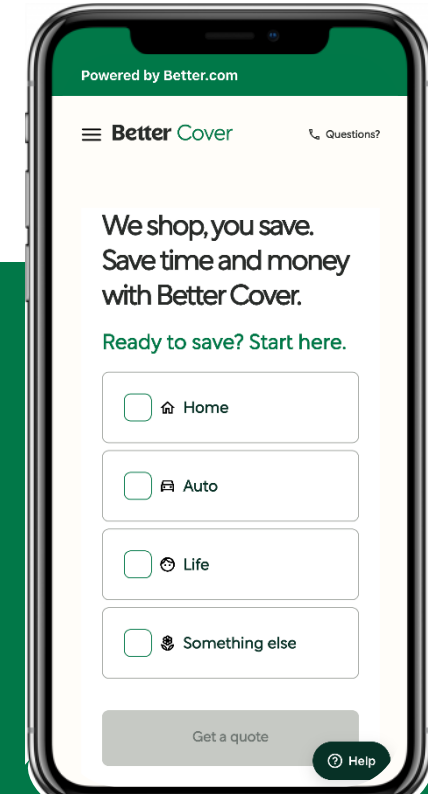 Powered by Better.com
Better Cover
Questions?
We shop, you save.
Save time and money
with Better Cover.
Ready to save? Start here.
Home
Auto
Life
Something else
Get a quote
Help